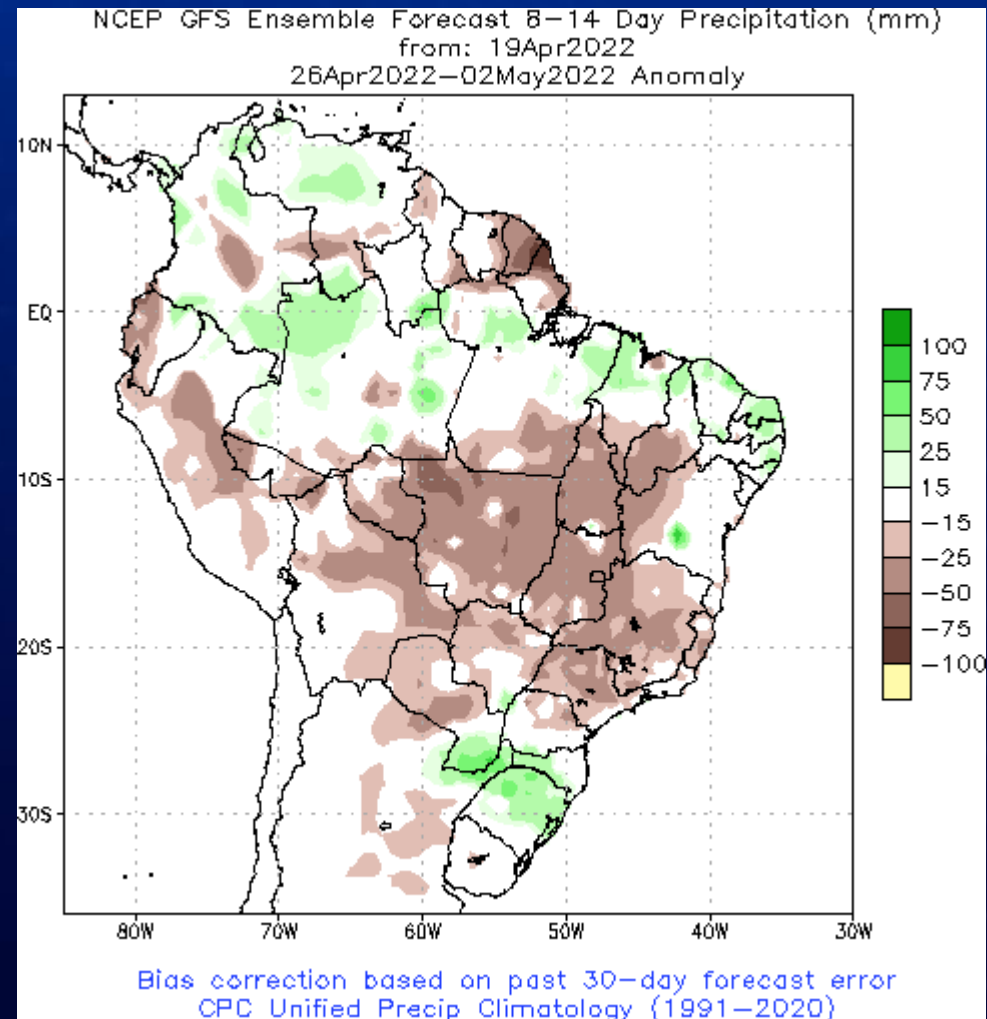 NCEP GFS Ensemble Forecast 8-14 Day Precipitation (mm)
from: 19Apr2022
26Apr2022-02May2022 Anomaly
10N
EQ
10S
20S
30S
80W 70W 60W 50W 40W 30W
100
75
50
25
15
-15
-25
-50
-75
-100
Bias correction based on past 30-day forecast error
CPC Unified Precip Climatology (1991-2020)